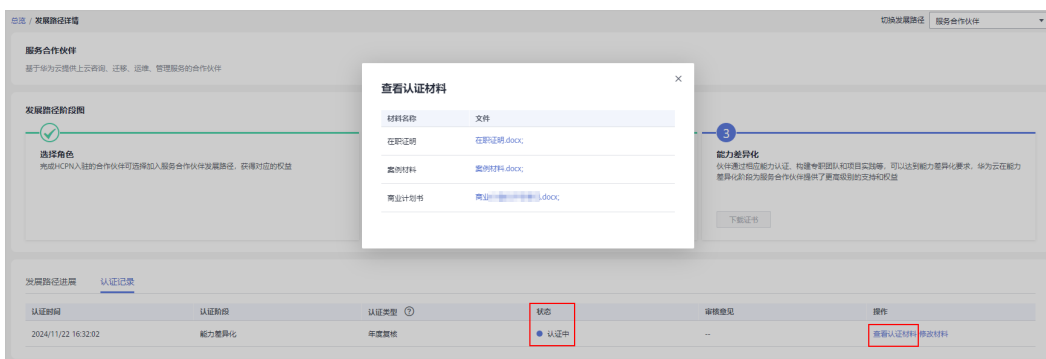 总览 / 发展路径详情
切换发展路径 服务合作伙伴
服务合作伙伴
基于华为云提供上云咨询、迁移、运维、管理服务的合作伙伴
查看认证材料
材料名称 文件
在职证明 在职证明.docx;
案例材料 案例材料.docx;
商业计划书 商业 .docx;
发展路径阶段图
选择角色
完成HCPN入驻的合作伙伴可选择加入服务合作伙伴发展路径，获得对应的权益
3
能力差异化
伙伴通过相应能力认证、构建专职团队和项目实践等，可以达到能力差异化要求，华为云在能力
差异化阶段为服务合作伙伴提供了更高级别的支持和权益
下载证书
发展路径进展 认证记录
认证时间 认证阶段 认证类型 ? 状态 审核意见 操作
2024/11/22 16:32:02 能力差异化 年度复核 认证中 -- 查看认证材料 修改材料